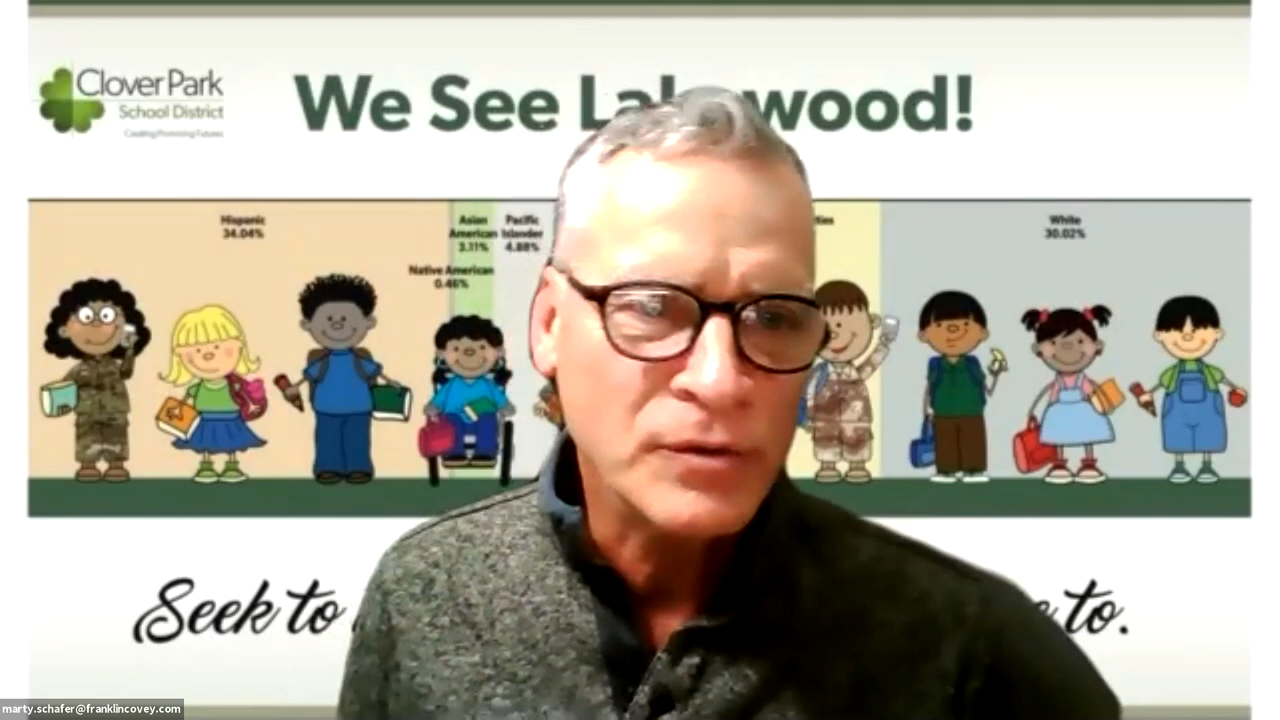 Clover Park
School District
Creating Promising Futures
We See La wood!
Hispanic
34.04%
Asian
American
3.11%
Pacific
Islander
4.88%
Native American
0.46%
ties
White
30.02%
Seek to
to.
marty.schafer@franklincovey.com